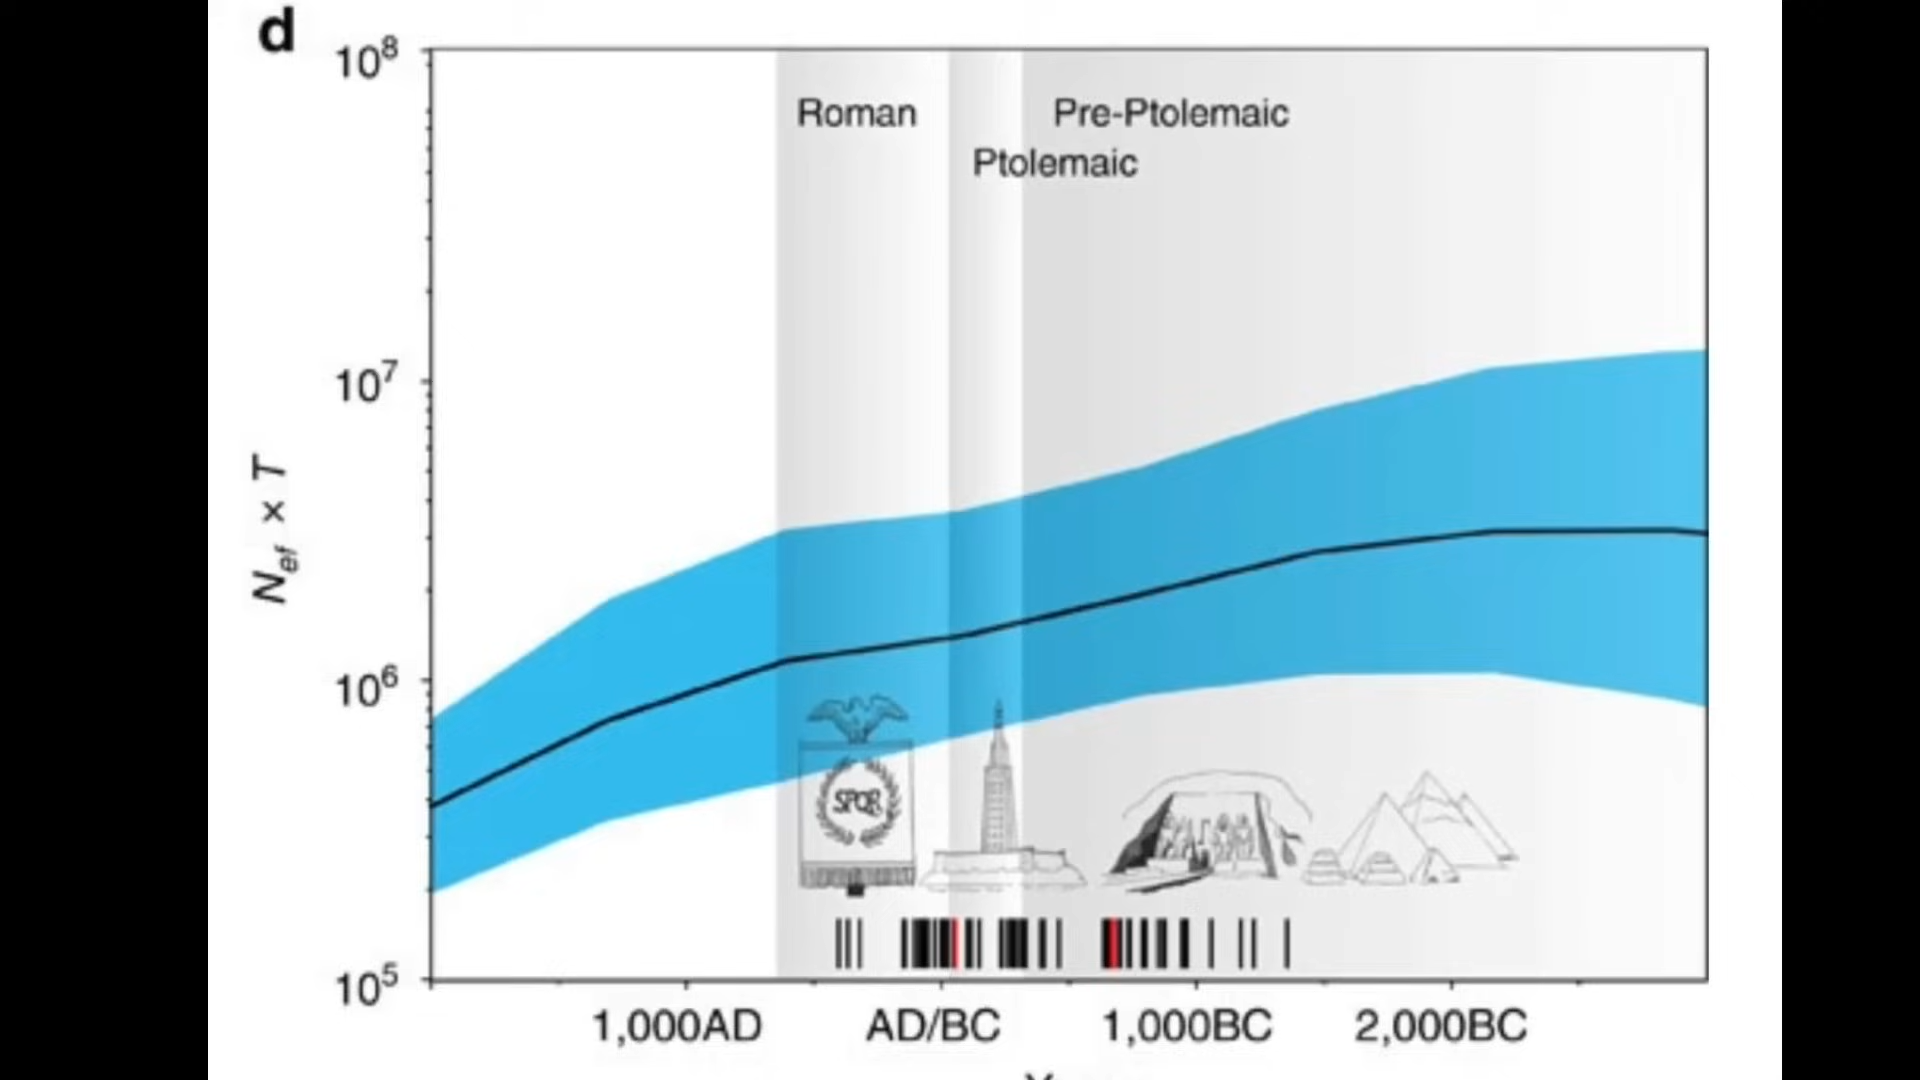 d
10⁸
Roman
Pre-Ptolemaic
Ptolemaic
10⁷
N_ef × T
10⁶
SPQR
10⁵
1,000AD
AD/BC
1,000BC
2,000BC